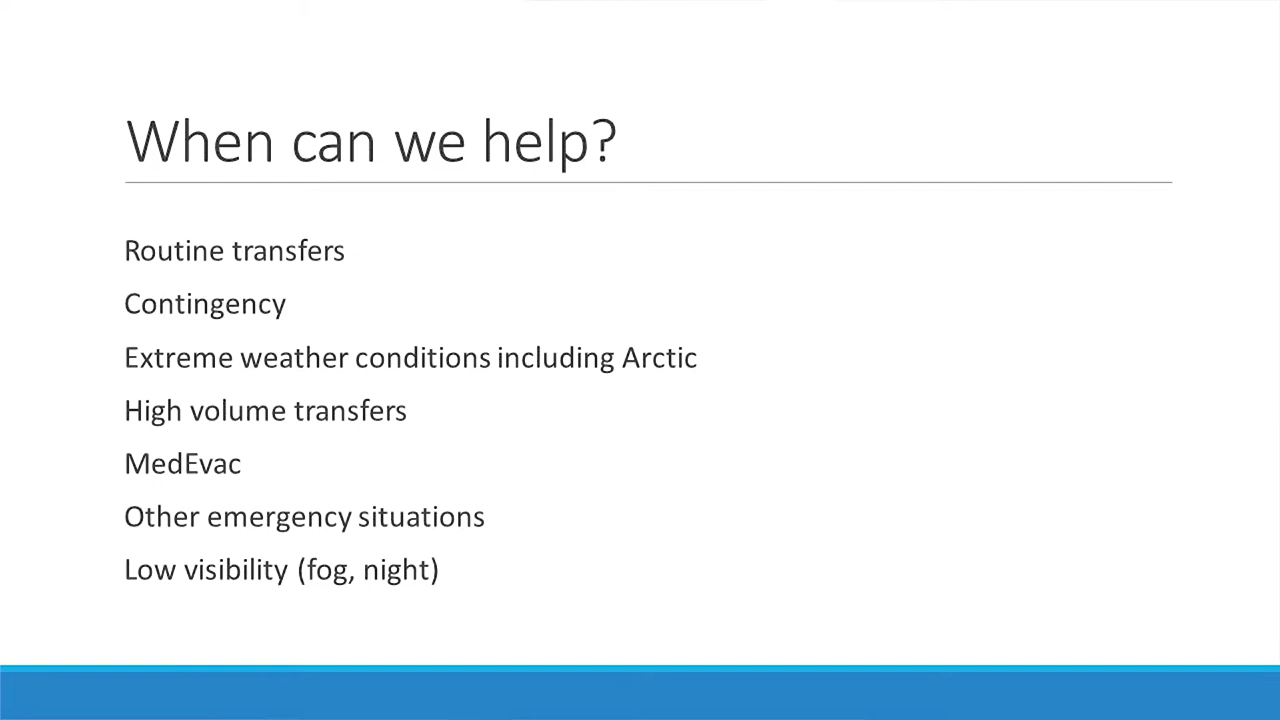 When can we help?
Routine transfers
Contingency
Extreme weather conditions including Arctic
High volume transfers
MedEvac
Other emergency situations
Low visibility (fog, night)